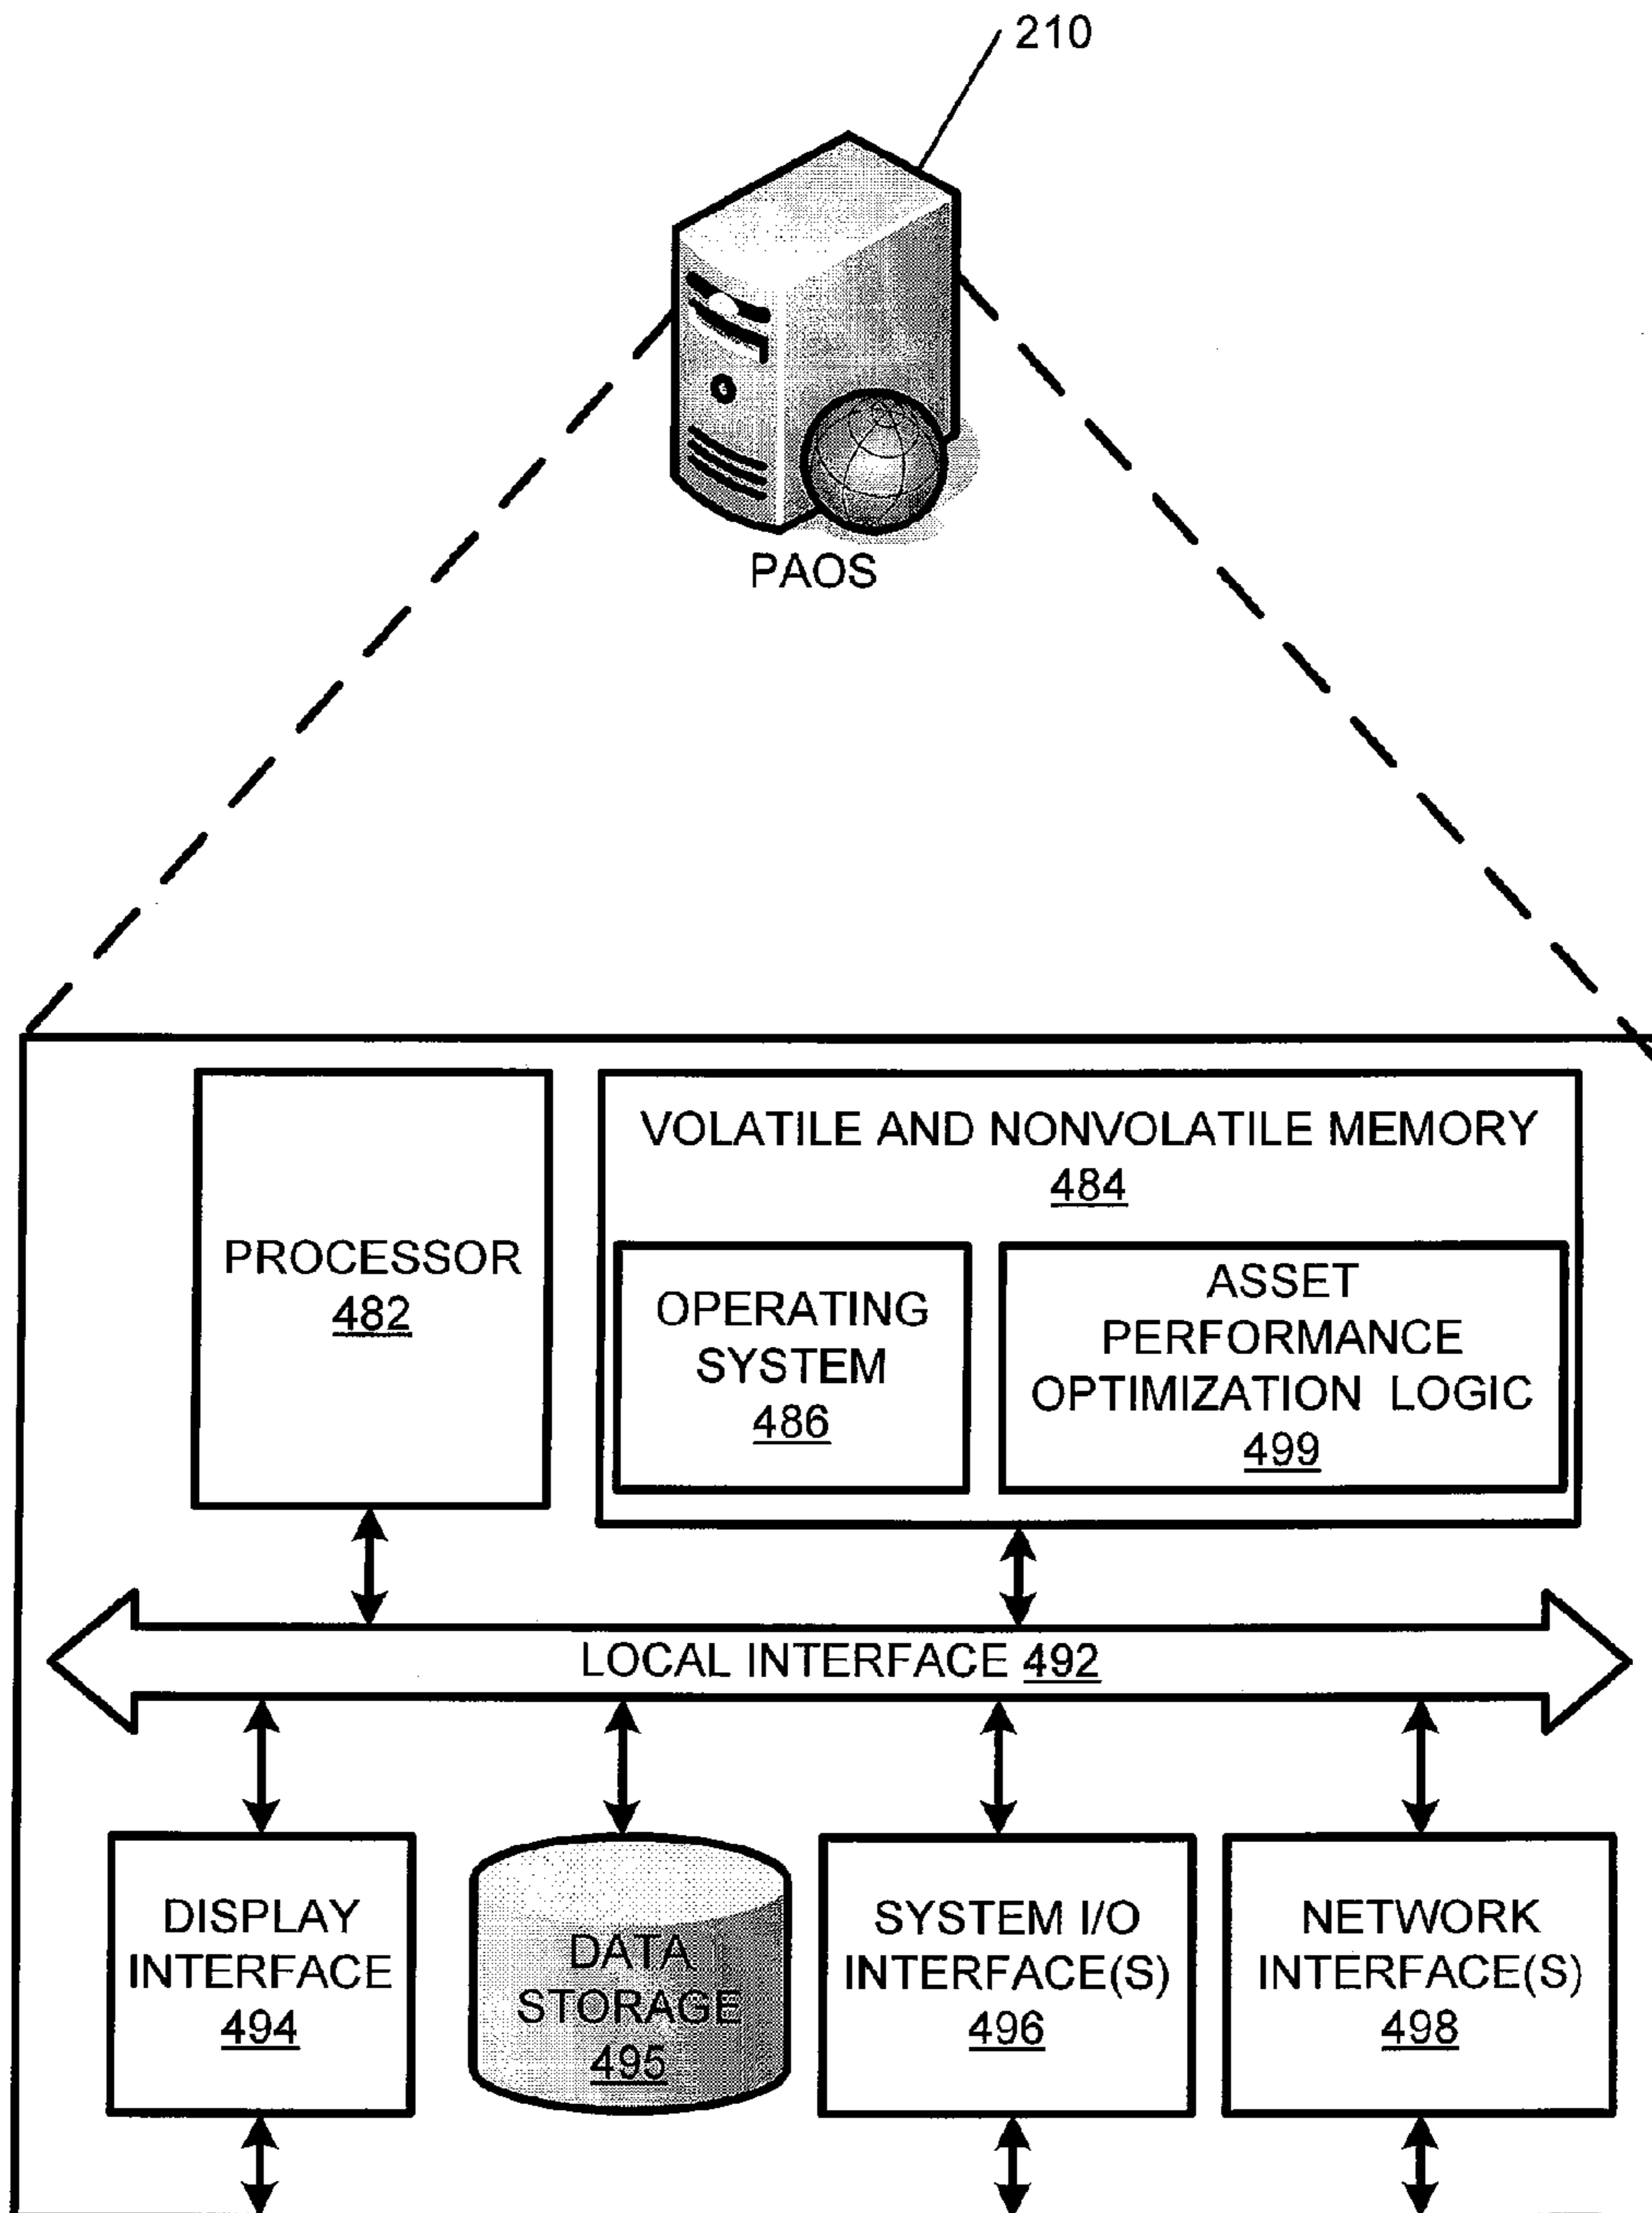 210
PAOS
VOLATILE AND NONVOLATILE MEMORY
484
PROCESSOR
482
OPERATING
SYSTEM
486
ASSET
PERFORMANCE
OPTIMIZATION LOGIC
499
LOCAL INTERFACE 492
DISPLAY
INTERFACE
494
DATA
STORAGE
495
SYSTEM I/O
INTERFACE(S)
496
NETWORK
INTERFACE(S)
498